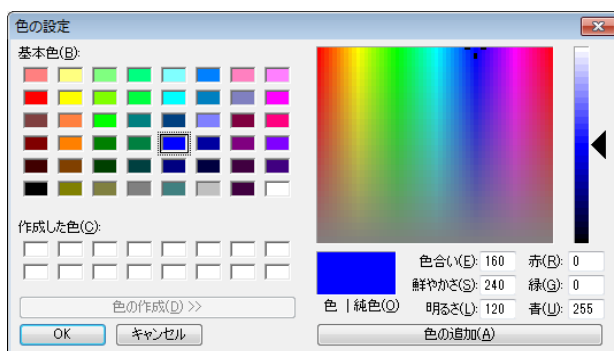 色の設定
基本色(B):
作成した色(C):
色の作成(D) >>
OK
キャンセル
色 | 純色(O)
色合い(E): 160
鮮やかさ(S): 240
明るさ(L): 120
赤(R): 0
緑(G): 0
青(U): 255
色の追加(A)